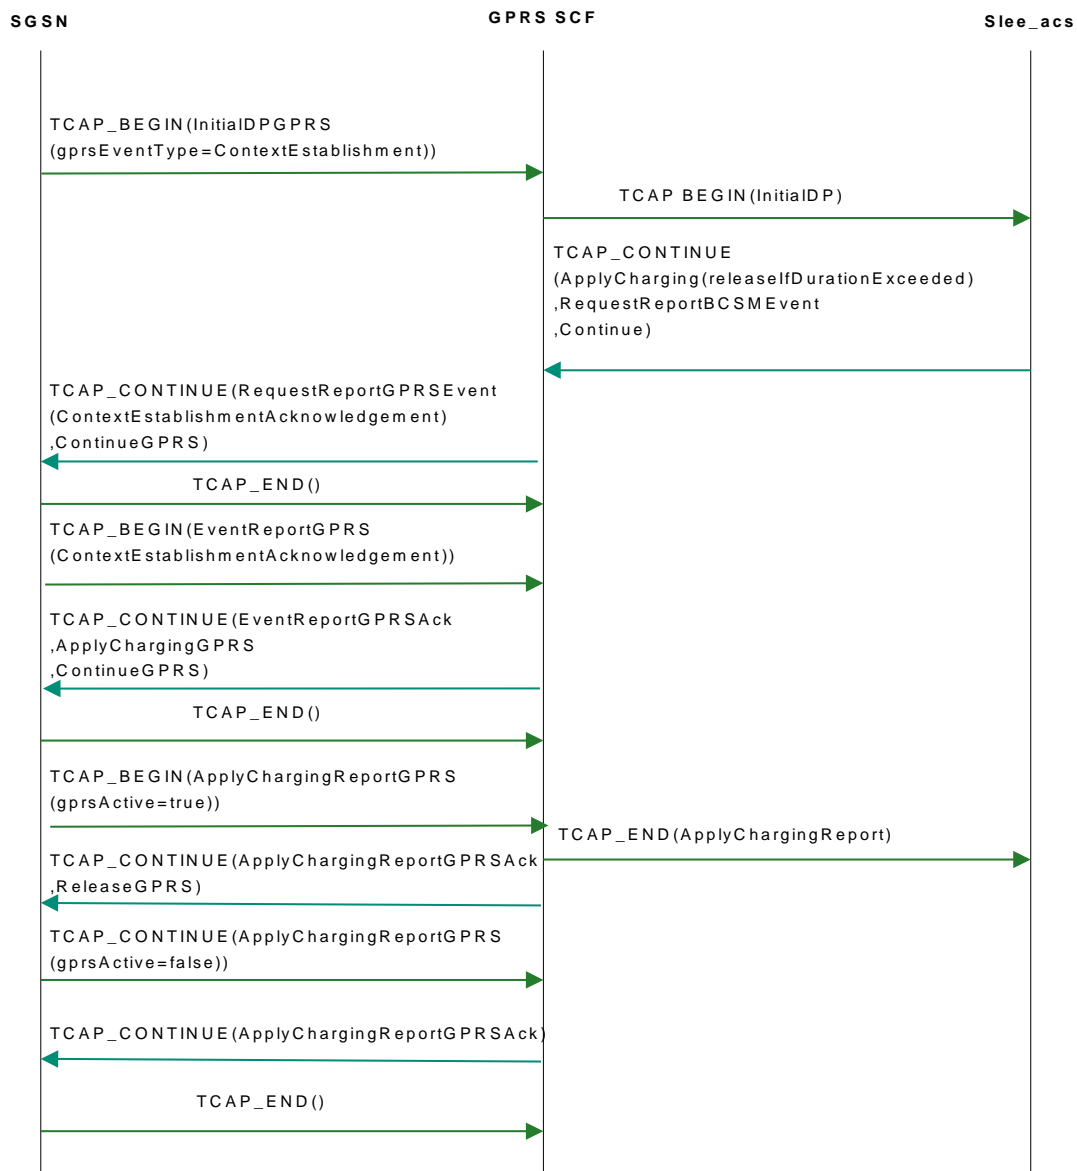 SGSN
GPRS SCF
Slee_acs
TCAP_BEGIN(InitialDPGPRS
(gprsEventType=ContextEstablishment))
TCAP BEGIN(InitialDP)
TCAP_CONTINUE
(ApplyCharging(releaseIfDurationExceeded)
,RequestReportBCSMEvent
,Continue)
TCAP_CONTINUE(RequestReportGPRSEvent
(ContextEstablishmentAcknowledgement)
,ContinueGPRS)
TCAP_END()
TCAP_BEGIN(EventReportGPRS
(ContextEstablishmentAcknowledgement))
TCAP_CONTINUE(EventReportGPRSAck
,ApplyChargingGPRS
,ContinueGPRS)
TCAP_END()
TCAP_BEGIN(ApplyChargingReportGPRS
(gprsActive=true))
TCAP_END(ApplyChargingReport)
TCAP_CONTINUE(ApplyChargingReportGPRSAck
,ReleaseGPRS)
TCAP_CONTINUE(ApplyChargingReportGPRS
(gprsActive=false))
TCAP_CONTINUE(ApplyChargingReportGPRSAck)
TCAP_END()